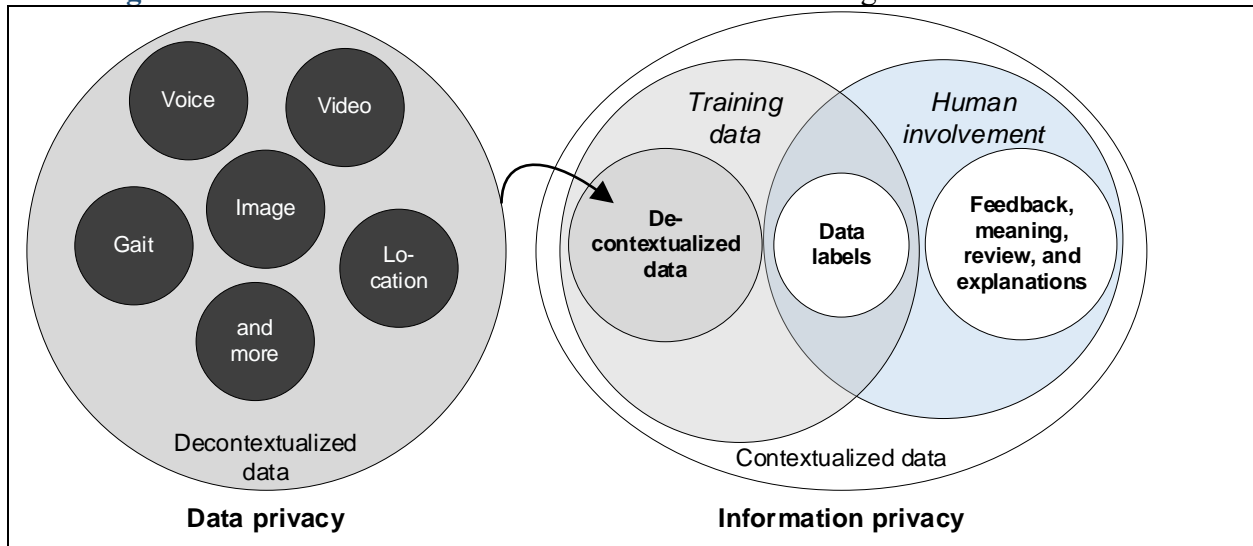 Voice
Video
Image
Gait
Lo-
cation
and
more
Decontextualized
data
Data privacy
Training
data
Human
involvement
De-
contextualized
data
Data
labels
Feedback,
meaning,
review, and
explanations
Contextualized data
Information privacy